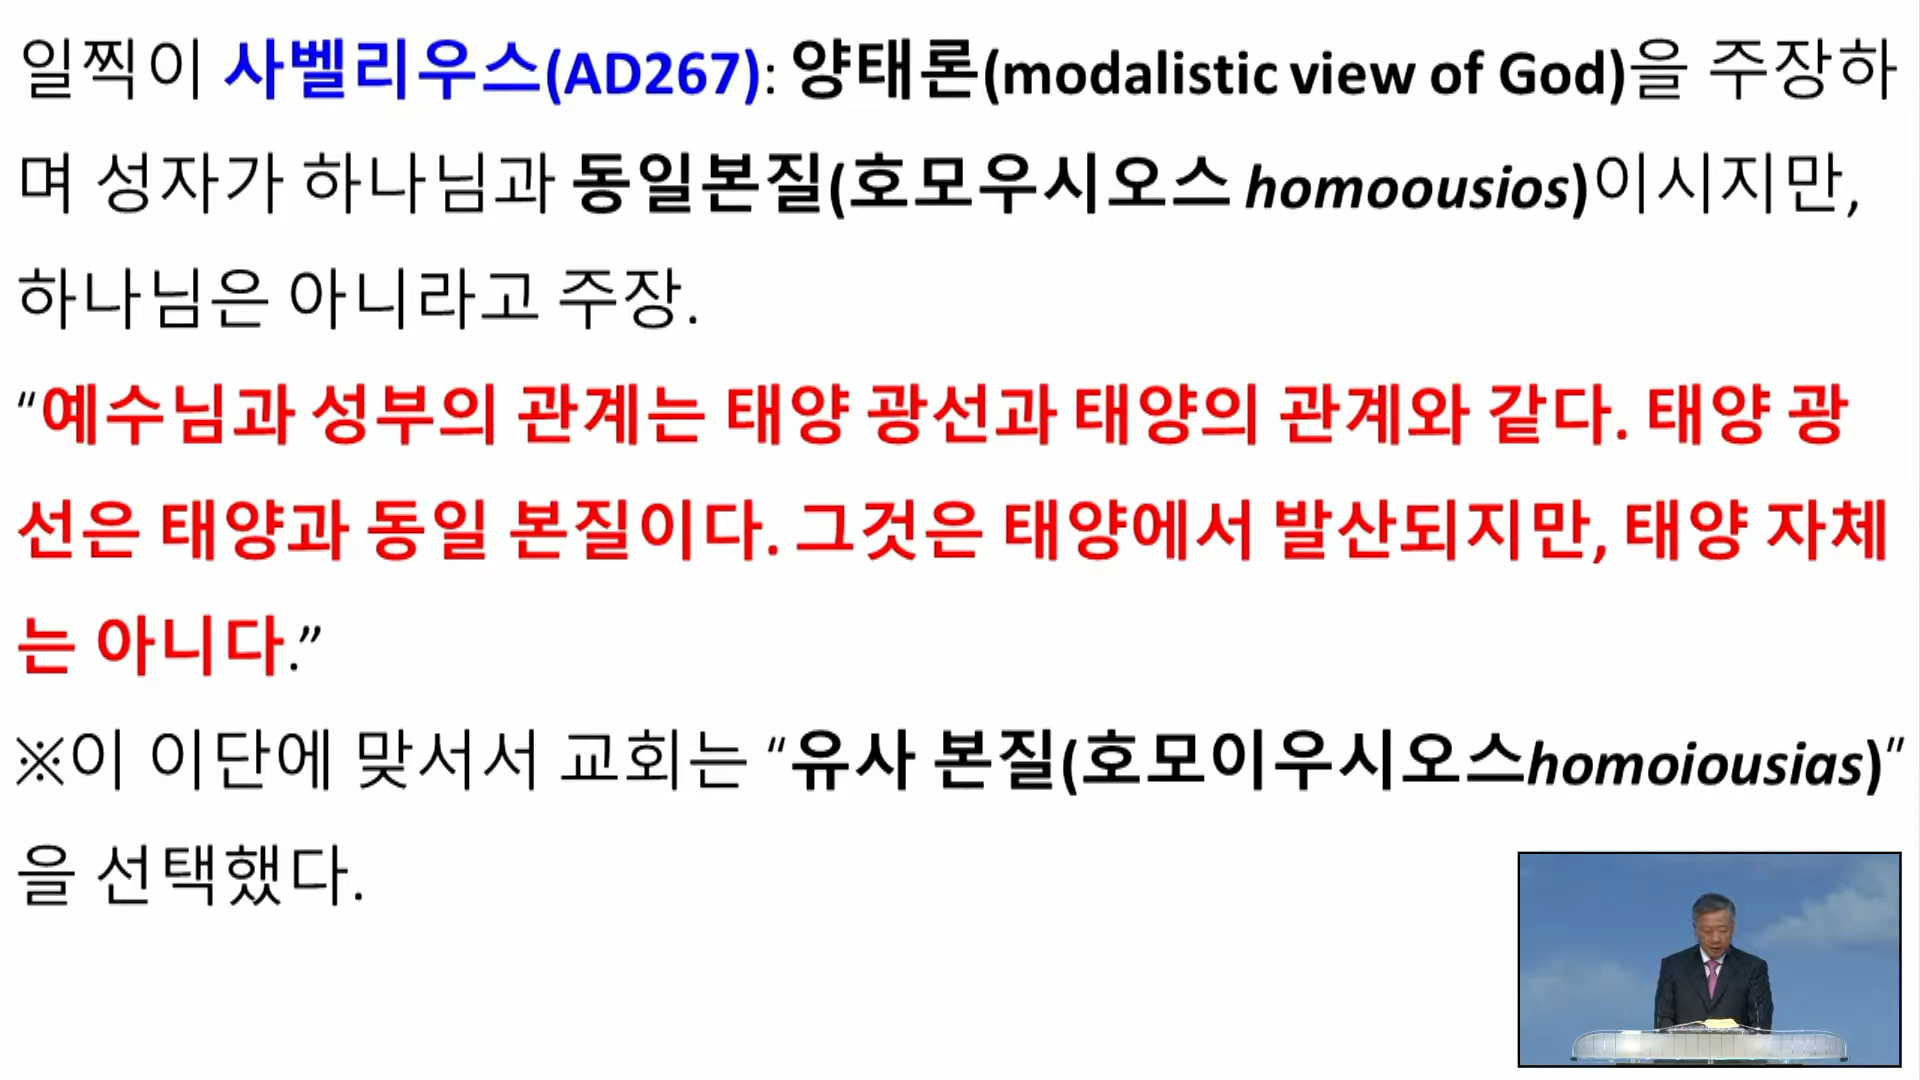 일찍이 사벨리우스(AD267): 양태론(modalistic view of God)을 주장하
며 성자가 하나님과 동일본질(호모우시오스 homoousios)이시지만,
하나님은 아니라고 주장.
“예수님과 성부의 관계는 태양 광선과 태양의 관계와 같다. 태양 광
선은 태양과 동일 본질이다. 그것은 태양에서 발산되지만, 태양 자체
는 아니다.”
※이 이단에 맞서서 교회는 “유사 본질(호모이우시오스homoiousias)”
을 선택했다.